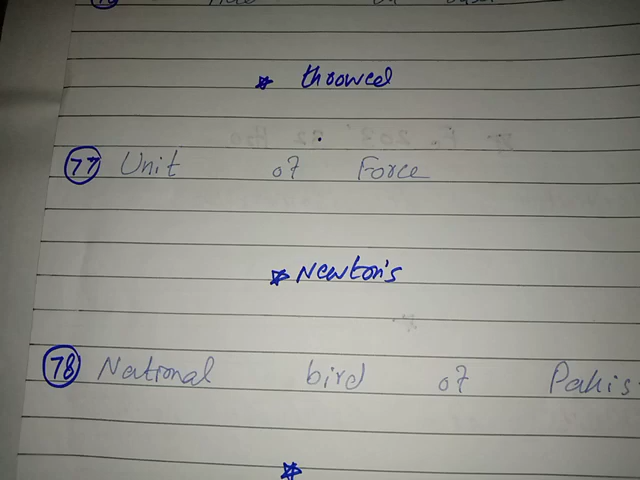 * throwed
77 Unit of Force
* Newton's
78 National bird of Pakis
*